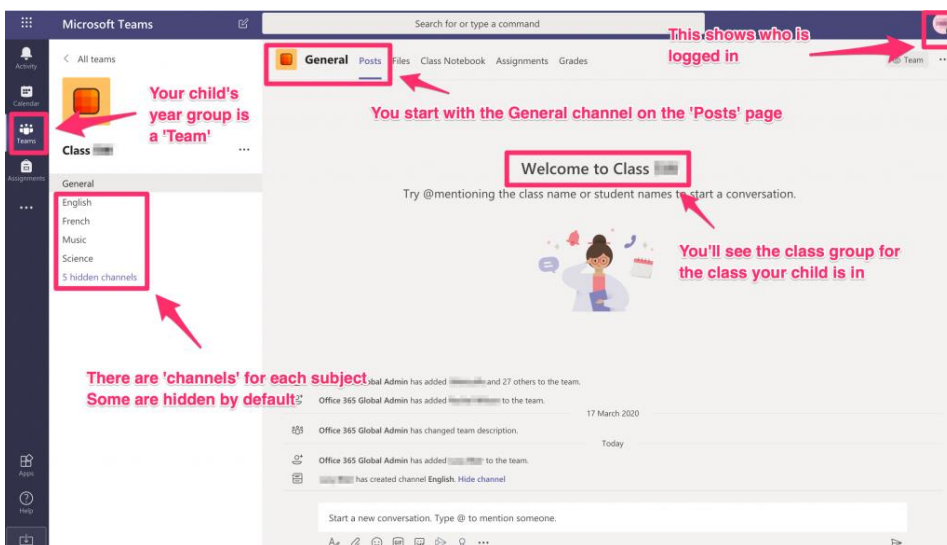 Microsoft Teams
Search for or type a command
This shows who is
logged in
Activity
Calendar
Teams
Assignments
Apps
Help
All teams
Your child's
year group is
a 'Team'
Class
General
English
French
Music
Science
5 hidden channels
There are 'channels' for each subject
Some are hidden by default
General Posts Files Class Notebook Assignments Grades
Team
You start with the General channel on the 'Posts' page
Welcome to Class
Try @mentioning the class name or student names to start a conversation.
You'll see the class group for
the class your child is in
Global Admin has added and 27 others to the team.
Office 365 Global Admin has added to the team.
17 March 2020
Office 365 Global Admin has changed team description.
Today
Office 365 Global Admin has added to the team.
has created channel English. Hide channel
Start a new conversation. Type @ to mention someone.